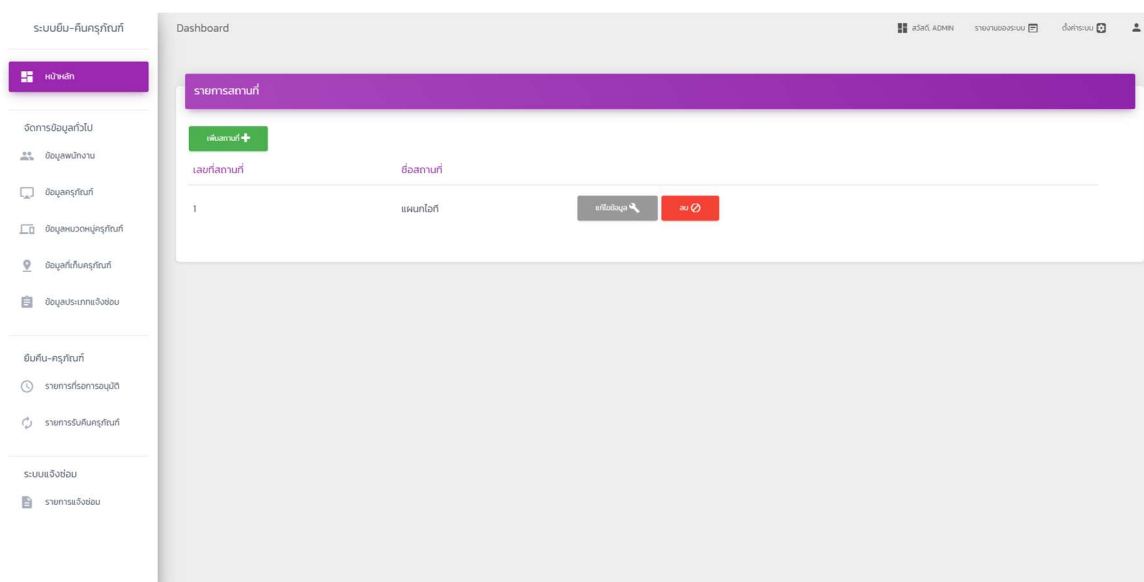 ระบบยืม-คืนครุภัณฑ์
Dashboard
สวัสดี, ADMIN
รายงานของระบบ
ตั้งค่าระบบ
หน้าหลัก
จัดการข้อมูลทั่วไป
ข้อมูลพนักงาน
ข้อมูลครุภัณฑ์
ข้อมูลหมวดหมู่ครุภัณฑ์
ข้อมูลที่เก็บครุภัณฑ์
ข้อมูลประเภทแจ้งซ่อม
ยืมคืน-ครุภัณฑ์
รายการที่รอการอนุมัติ
รายการรับคืนครุภัณฑ์
ระบบแจ้งซ่อม
รายการแจ้งซ่อม
รายการสถานที่
เพิ่มสถานที่
เลขที่สถานที่ ชื่อสถานที่
1 แผนกไอที แก้ไขข้อมูล ลบ